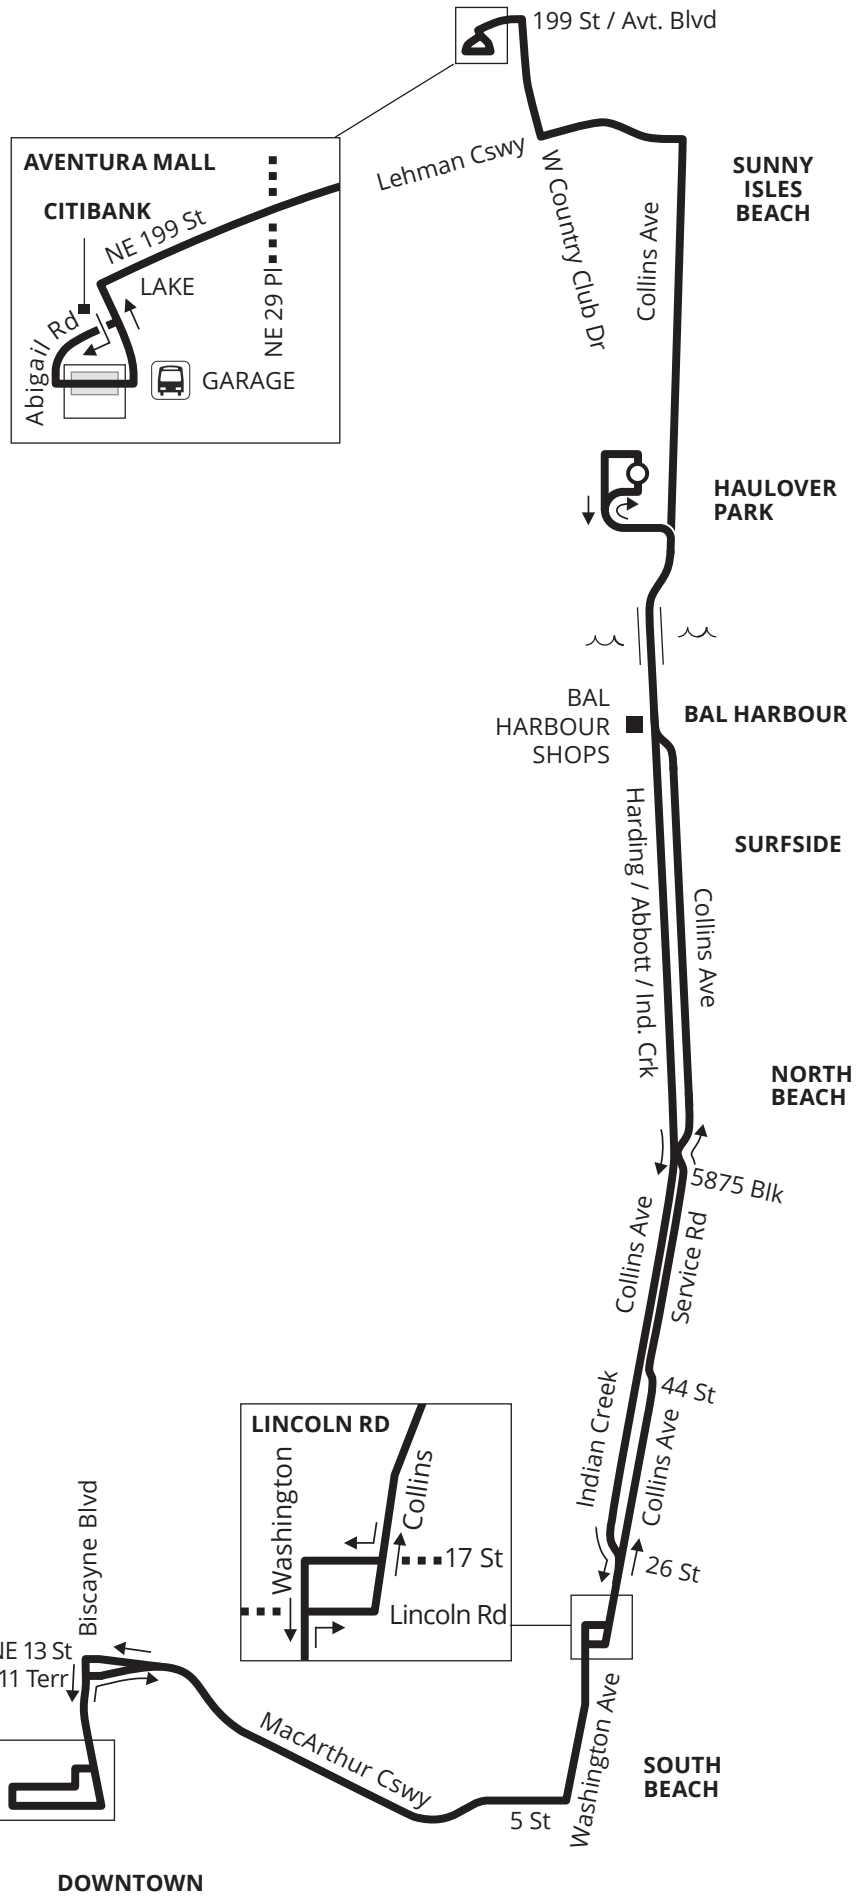 199 St / Avt. Blvd
AVENTURA MALL
CITIBANK
NE 199 St
LAKE
NE 29 Pl
Abigail Rd
GARAGE
Lehman Cswy
W Country Club Dr
Collins Ave
SUNNY
ISLES
BEACH
HAULOVER
PARK
BAL
HARBOUR
SHOPS
BAL HARBOUR
Harding / Abbott / Ind. Crk
SURFSIDE
Collins Ave
NORTH
BEACH
5875 Blk
Collins Ave
Service Rd
44 St
Indian Creek
Collins Ave
26 St
LINCOLN RD
Washington
Collins
17 St
Lincoln Rd
Biscayne Blvd
NE 13 St
11 Terr
MacArthur Cswy
5 St
Washington Ave
SOUTH
BEACH
DOWNTOWN